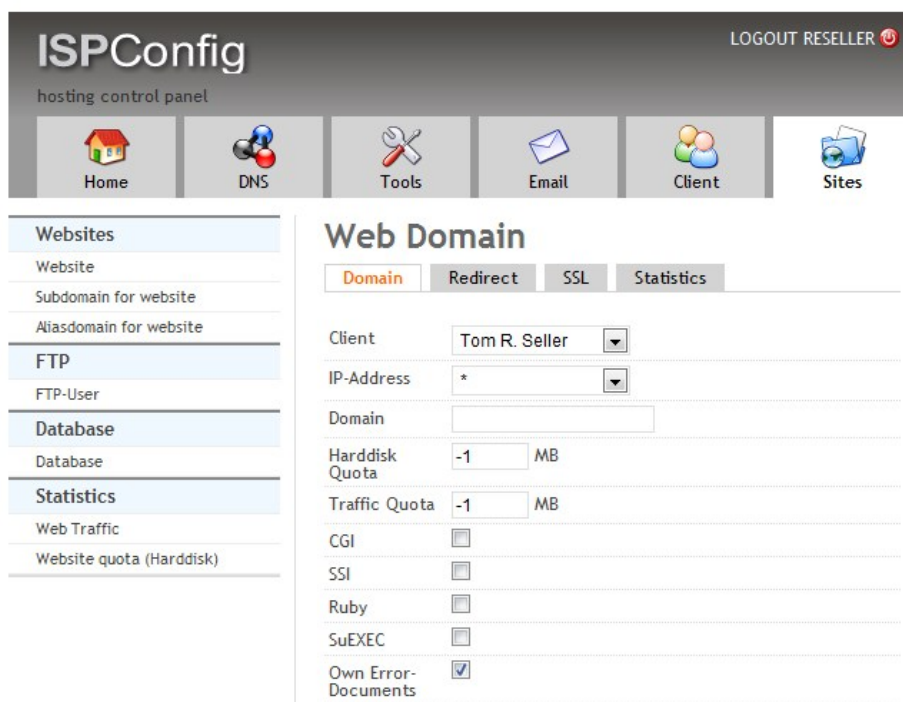 ISPConfig
LOGOUT RESELLER
hosting control panel
Home
DNS
Tools
Email
Client
Sites
Websites
Website
Subdomain for website
Aliasdomain for website
FTP
FTP-User
Database
Database
Statistics
Web Traffic
Website quota (Harddisk)
Web Domain
Domain
Redirect
SSL
Statistics
Client
Tom R. Seller
IP-Address
*
Domain
Harddisk
Quota
-1 MB
Traffic Quota
-1 MB
CGI
SSI
Ruby
SuEXEC
Own Error-
Documents